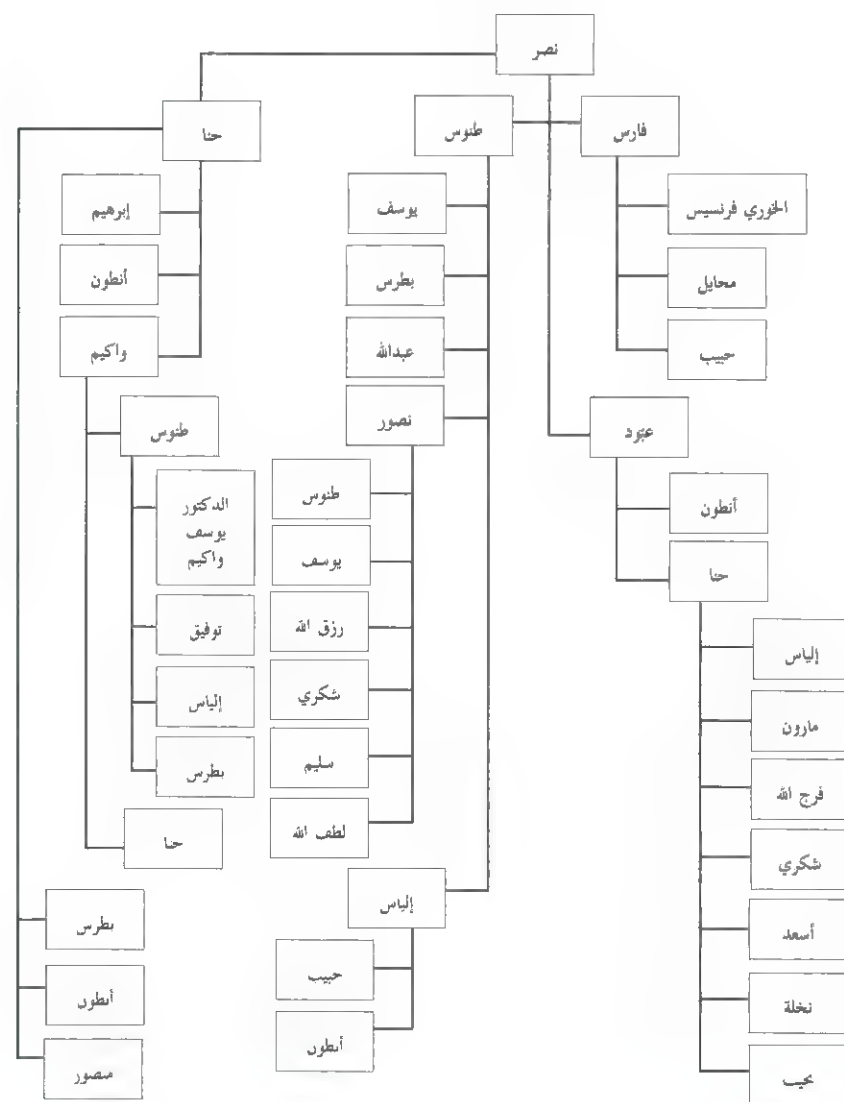 نصر
فارس
الخوري فرنسيس
محايل
حبيب
عبود
أنطون
حنا
إلياس
مارون
فرج الله
شكري
أسعد
نخلة
طنوس
يوسف
بطرس
عبدالله
نصور
طنوس
يوسف
رزق الله
شكري
سليم
لطف الله
إلياس
حبيب
أنطون
حنا
إبرهيم
أنطون
واكيم
طنوس
الدكتور
يوسف
واكيم
توفيق
إلياس
بطرس
حنا
بطرس
أنطون
منصور